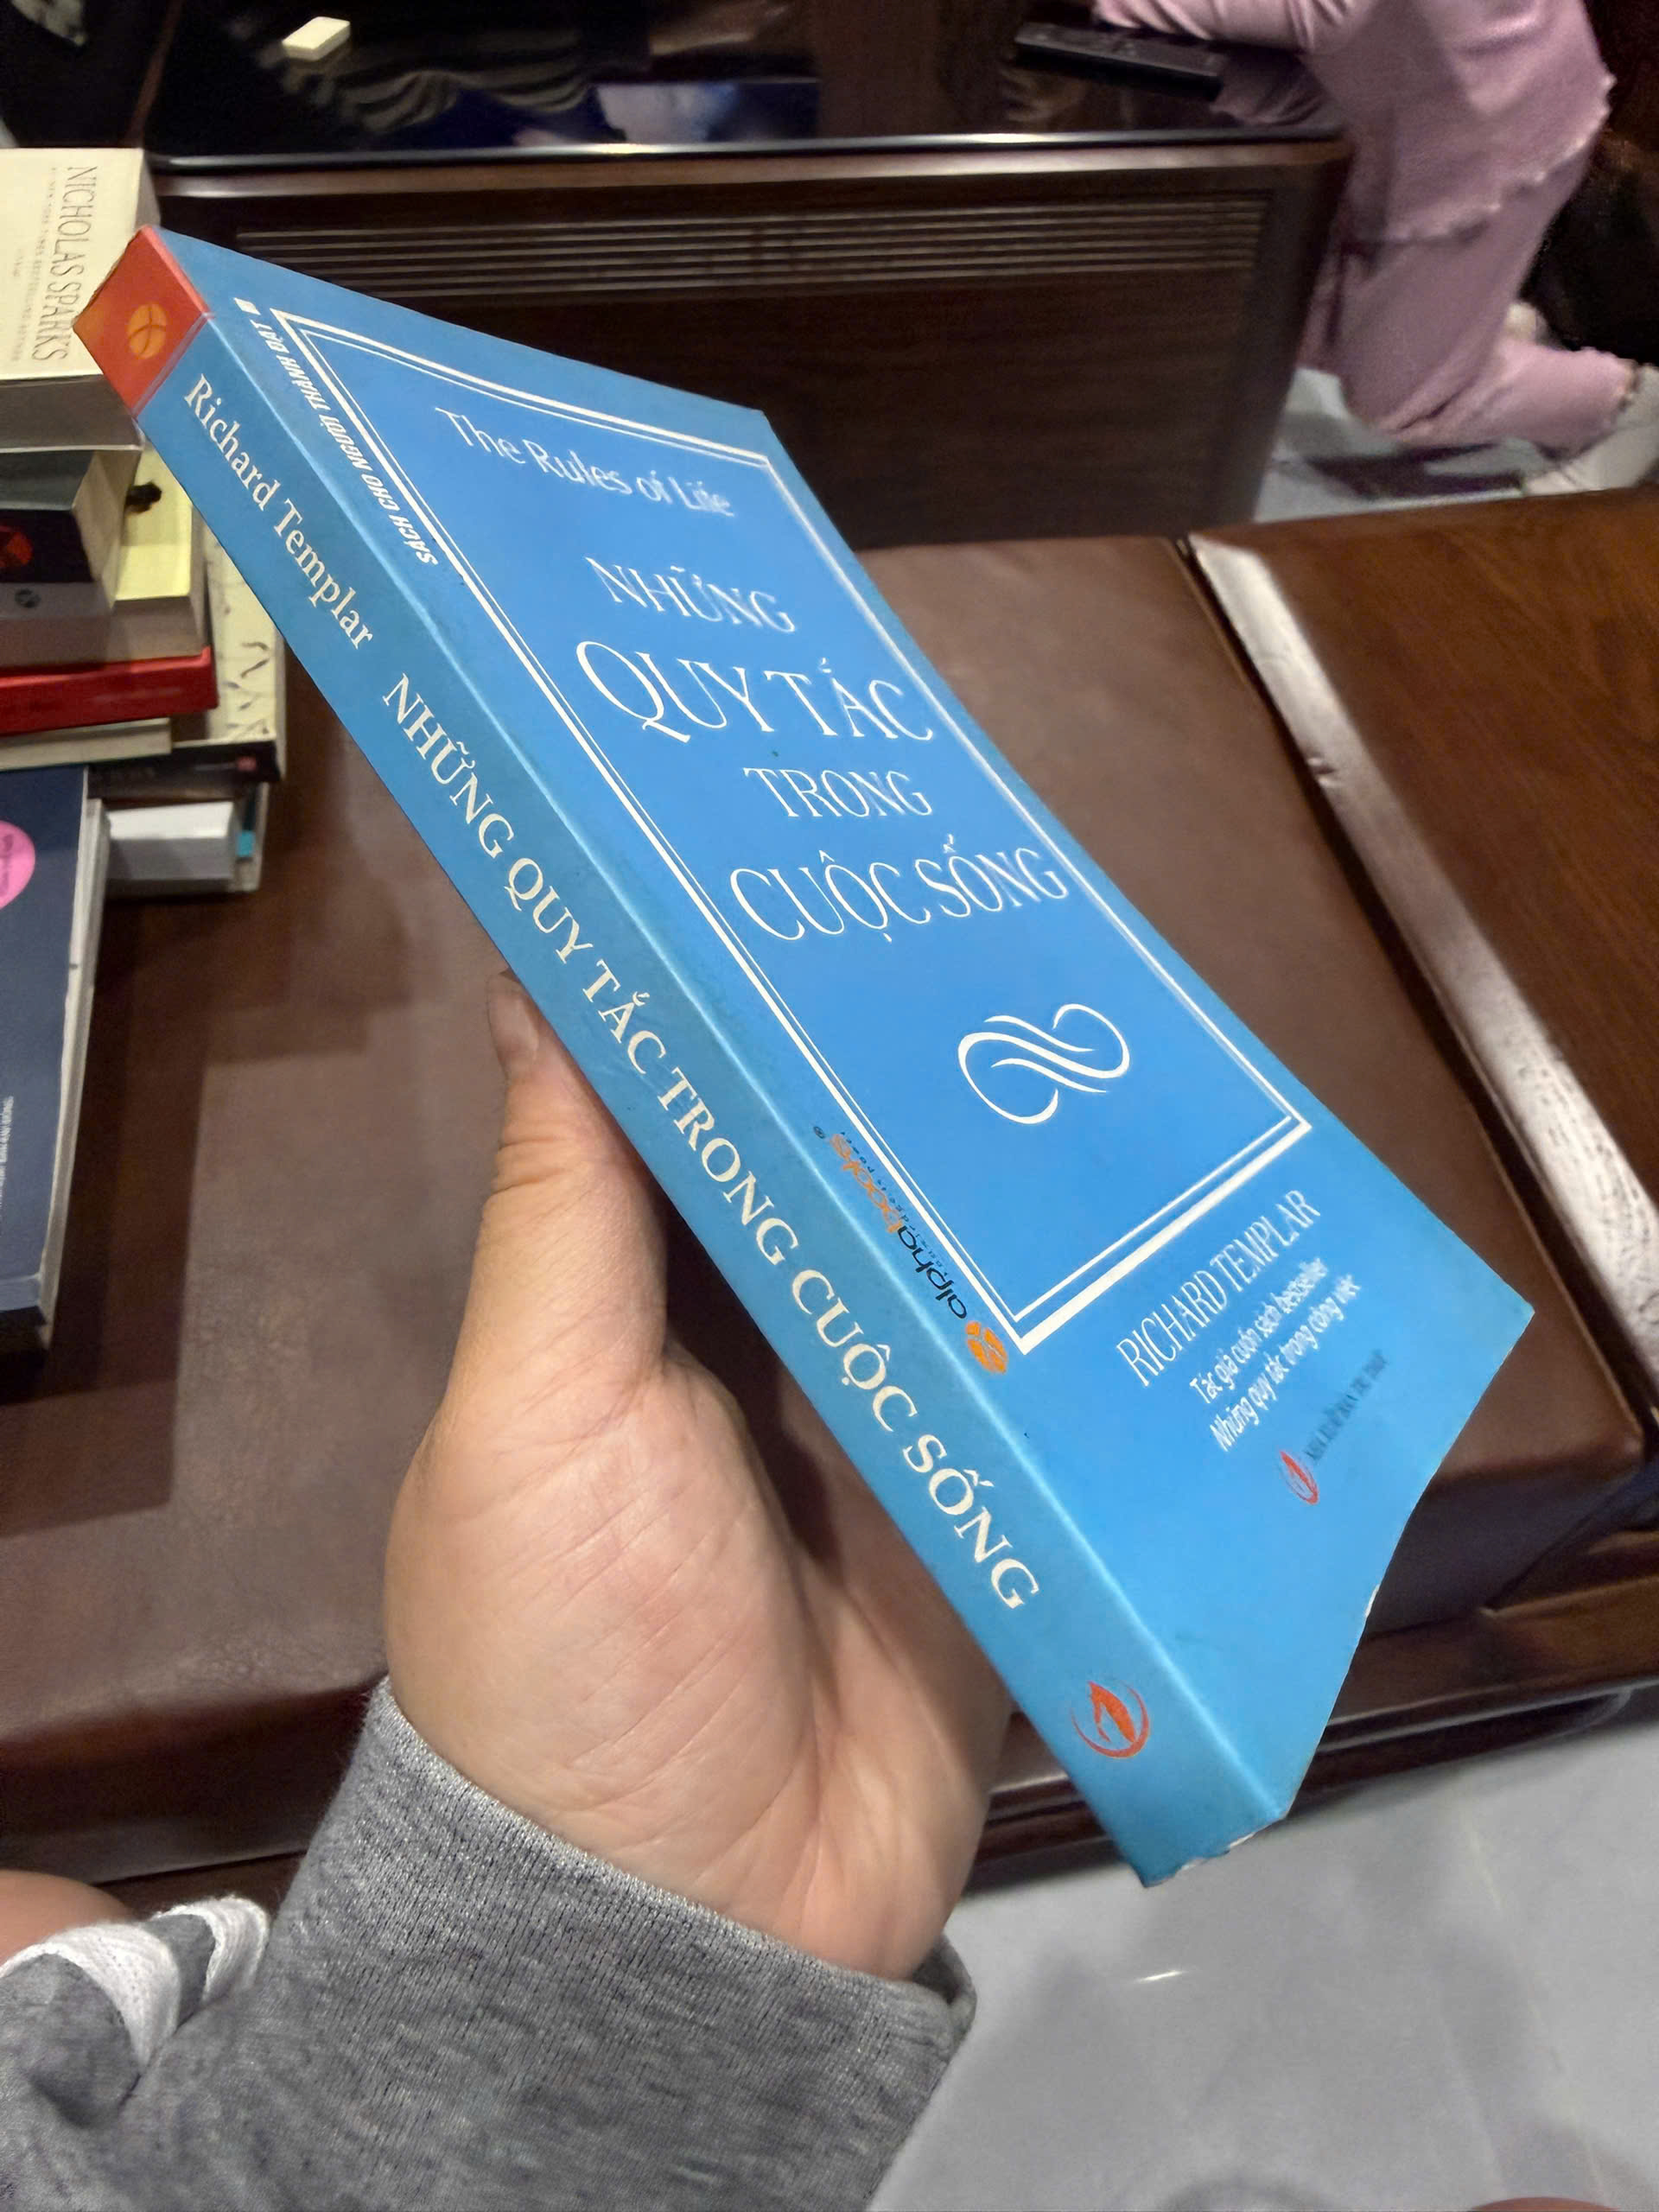 The Rules of Life
NHỮNG
QUY TẮC
TRONG
CUỘC SỐNG
RICHARD TEMPLAR
Tác giả cuốn sách bestseller
Những quy tắc trong công việc
SÁCH CHO NGƯỜI THÀNH ĐẠT
alphabooks®
Richard Templar NHỮNG QUY TẮC TRONG CUỘC SỐNG
NICHOLAS SPARKS